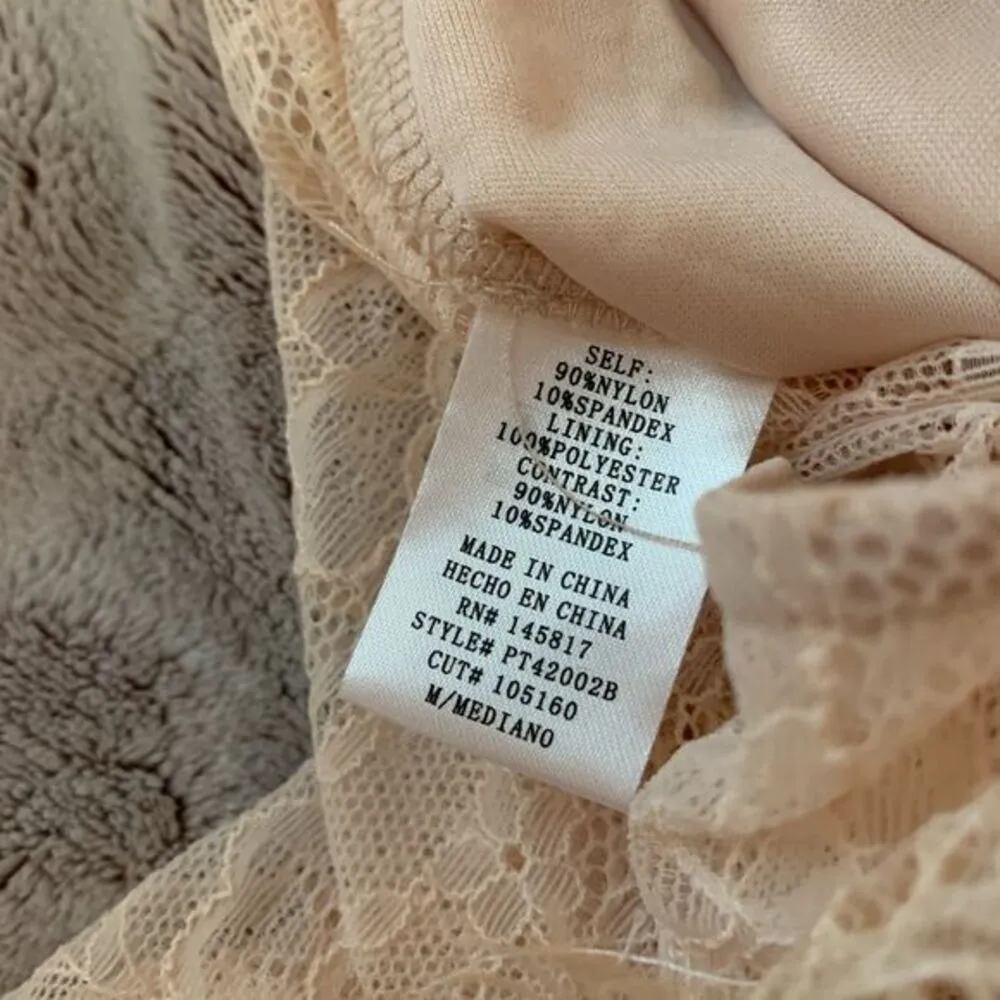 SELF:
90%NYLON
10%SPANDEX
LINING:
100%POLYESTER
CONTRAST:
90%NYLON
10%SPANDEX
MADE IN CHINA
HECHO EN CHINA
RN# 145817
STYLE# PT42002B
CUT# 105160
M/MEDIANO